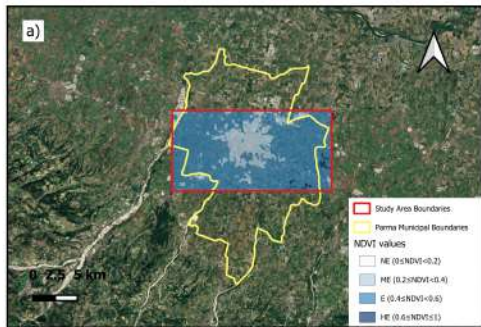 a)
Study Area Boundaries
Parma Municipal Boundaries
NDVI values
NE (0≤NDVI<0.2)
ME (0.2≤NDVI<0.4)
E (0.4≤NDVI<0.6)
HE (0.6≤NDVI≤1)
0 2.5 5 km